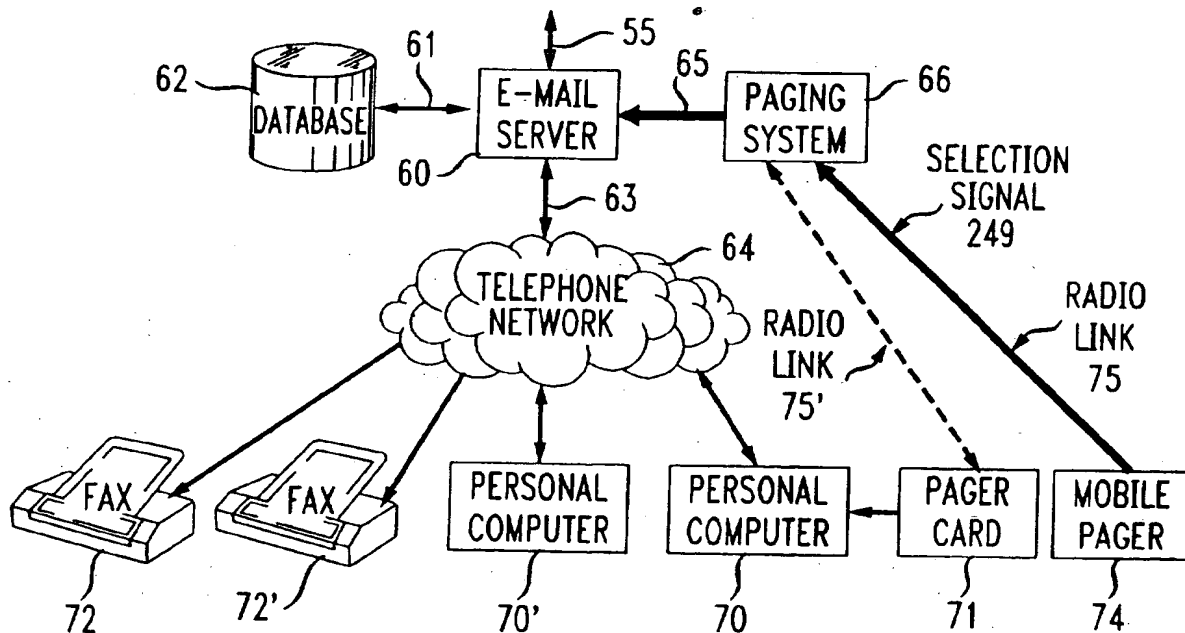 55
61
62
65
66
DATABASE
E-MAIL
SERVER
PAGING
SYSTEM
60
63
SELECTION
SIGNAL
249
64
TELEPHONE
NETWORK
RADIO
LINK
75'
RADIO
LINK
75
FAX
FAX
PERSONAL
COMPUTER
PERSONAL
COMPUTER
PAGER
CARD
MOBILE
PAGER
72
72'
70'
70
71
74